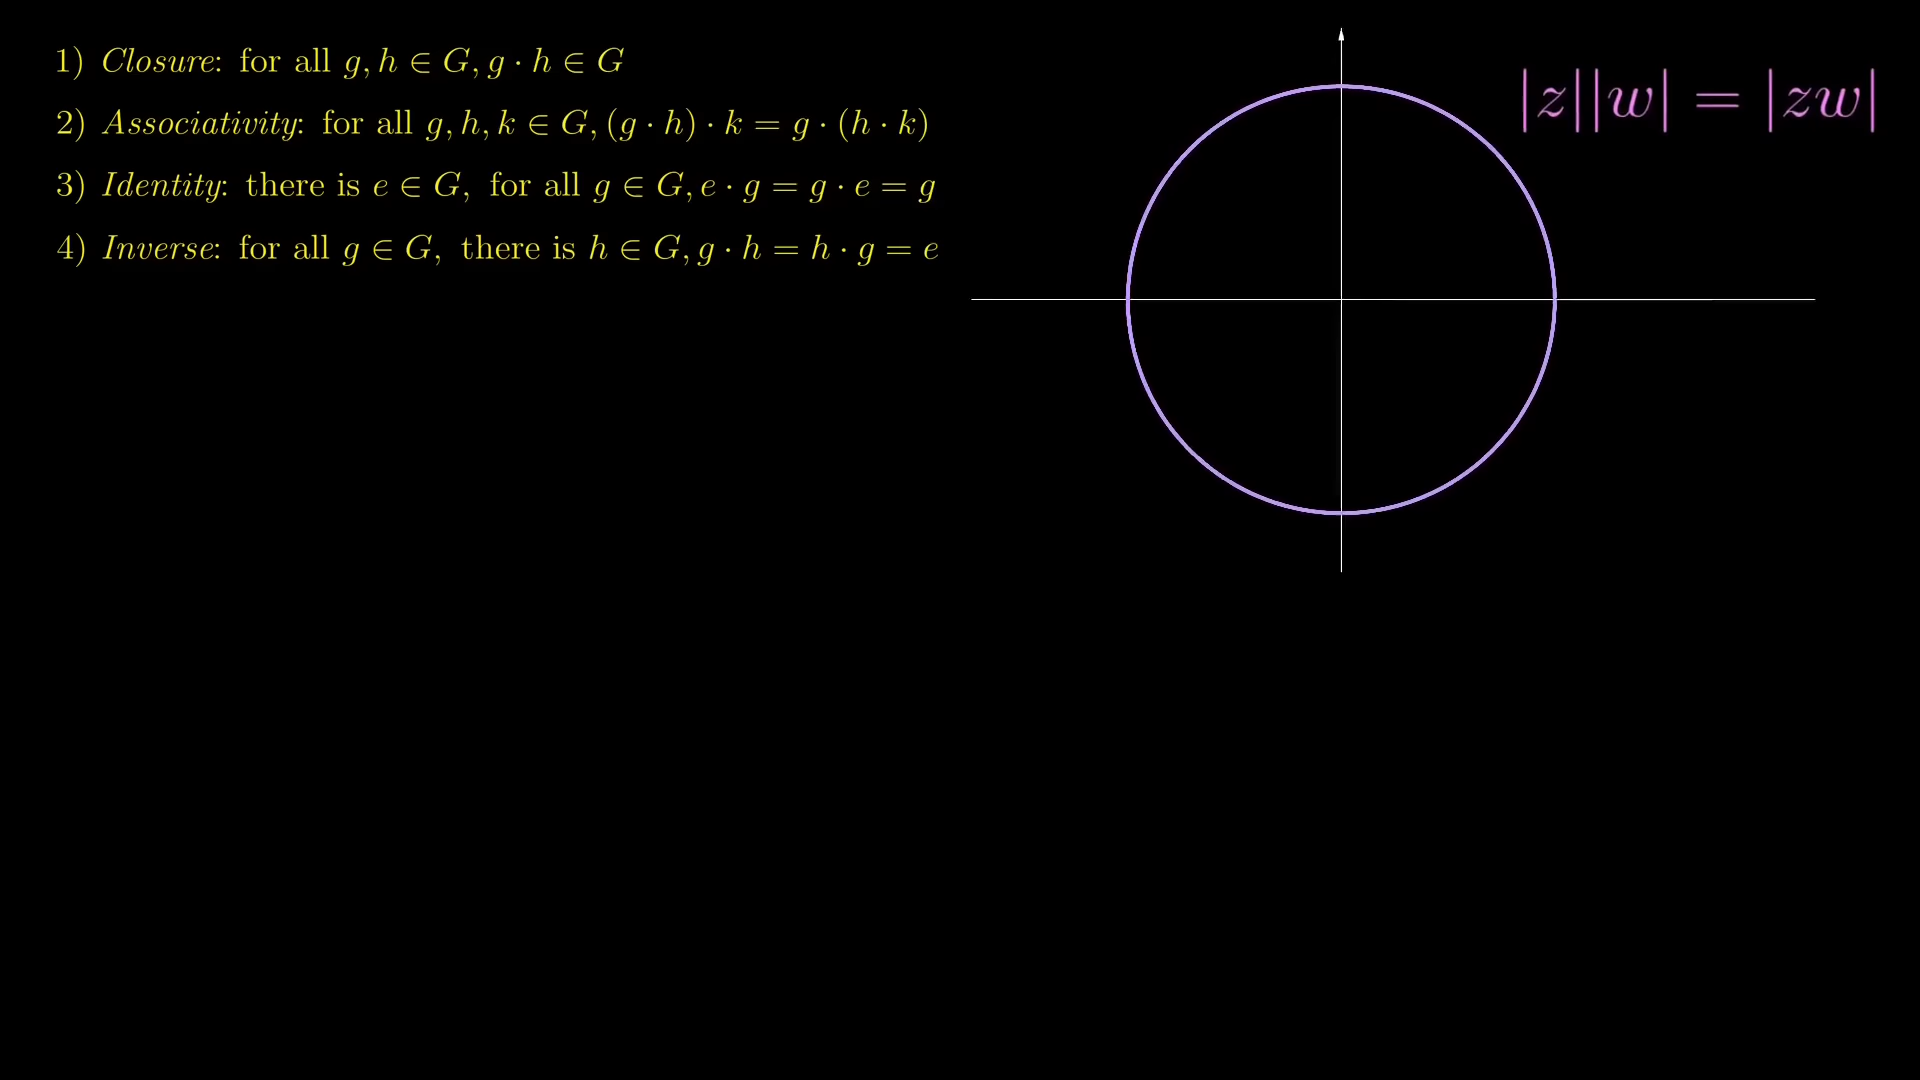 1) Closure: for all g, h ∈ G, g · h ∈ G
2) Associativity: for all g, h, k ∈ G, (g · h) · k = g · (h · k)
3) Identity: there is e ∈ G, for all g ∈ G, e · g = g · e = g
4) Inverse: for all g ∈ G, there is h ∈ G, g · h = h · g = e
|z||w| = |zw|